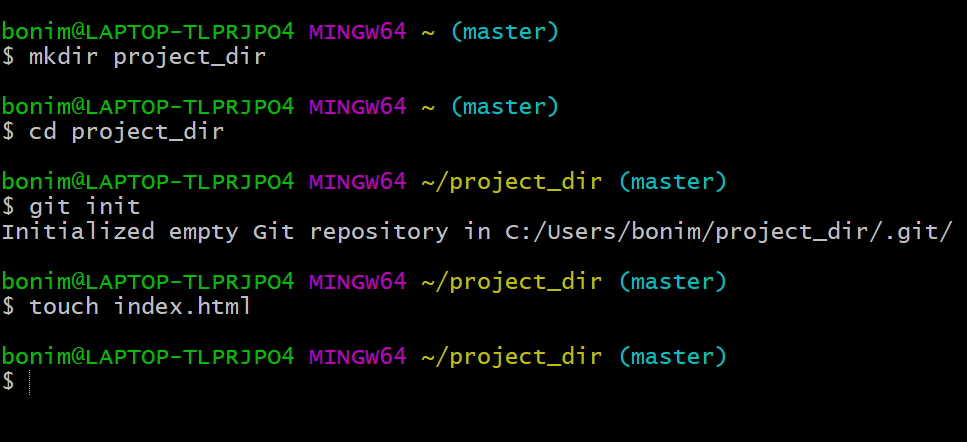 bonim@LAPTOP-TLPRJPO4 MINGW64 ~ (master)
$ mkdir project_dir
bonim@LAPTOP-TLPRJPO4 MINGW64 ~ (master)
$ cd project_dir
bonim@LAPTOP-TLPRJPO4 MINGW64 ~/project_dir (master)
$ git init
Initialized empty Git repository in C:/Users/bonim/project_dir/.git/
bonim@LAPTOP-TLPRJPO4 MINGW64 ~/project_dir (master)
$ touch index.html
bonim@LAPTOP-TLPRJPO4 MINGW64 ~/project_dir (master)
$